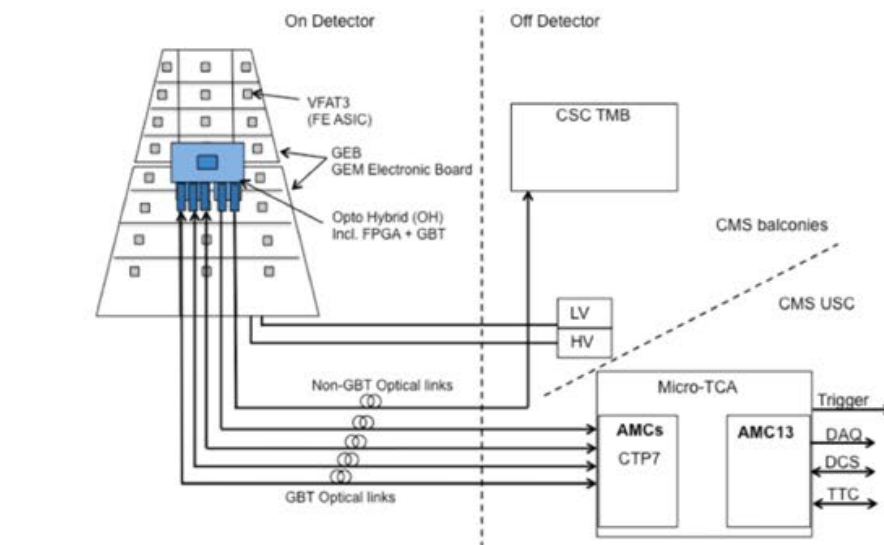 On Detector
Off Detector
VFAT3
(FE ASIC)
GEB
GEM Electronic Board
Opto Hybrid (OH)
Incl. FPGA + GBT
CSC TMB
CMS balconies
CMS USC
LV
HV
Non-GBT Optical links
GBT Optical links
Micro-TCA
AMCs
CTP7
AMC13
Trigger
DAQ
DCS
TTC